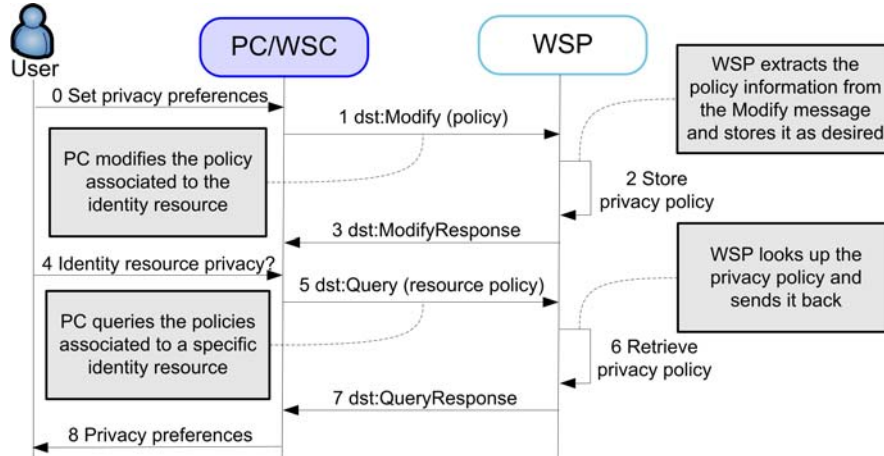 PC/WSC
WSP
User
WSP extracts the
policy information from
the Modify message
and stores it as desired
0 Set privacy preferences
1 dst:Modify (policy)
PC modifies the policy
associated to the
identity resource
2 Store
privacy policy
3 dst:ModifyResponse
4 Identity resource privacy?
WSP looks up the
privacy policy and
sends it back
5 dst:Query (resource policy)
PC queries the policies
associated to a specific
identity resource
6 Retrieve
privacy policy
7 dst:QueryResponse
8 Privacy preferences